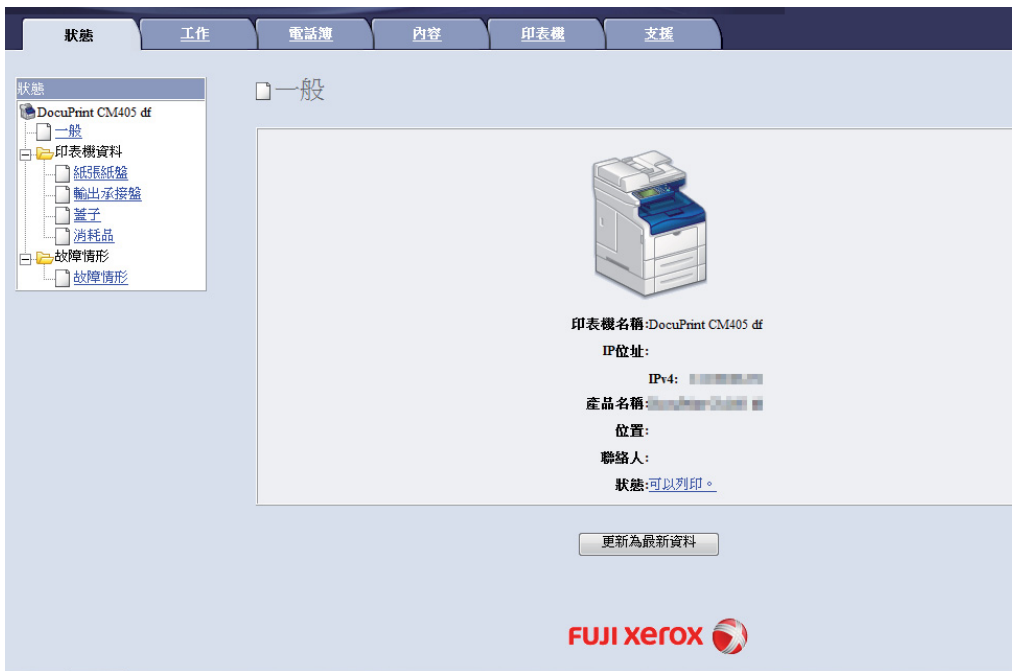 狀態 工作 電話簿 內容 印表機 支援
狀態
DocuPrint CM405 df
一般
印表機資料
紙張紙盤
輸出承接盤
蓋子
消耗品
故障情形
故障情形
一般
印表機名稱:DocuPrint CM405 df
IP位址:
IPv4:
產品名稱:
位置:
聯絡人:
狀態:可以列印。
更新為最新資料
FUJI xerox